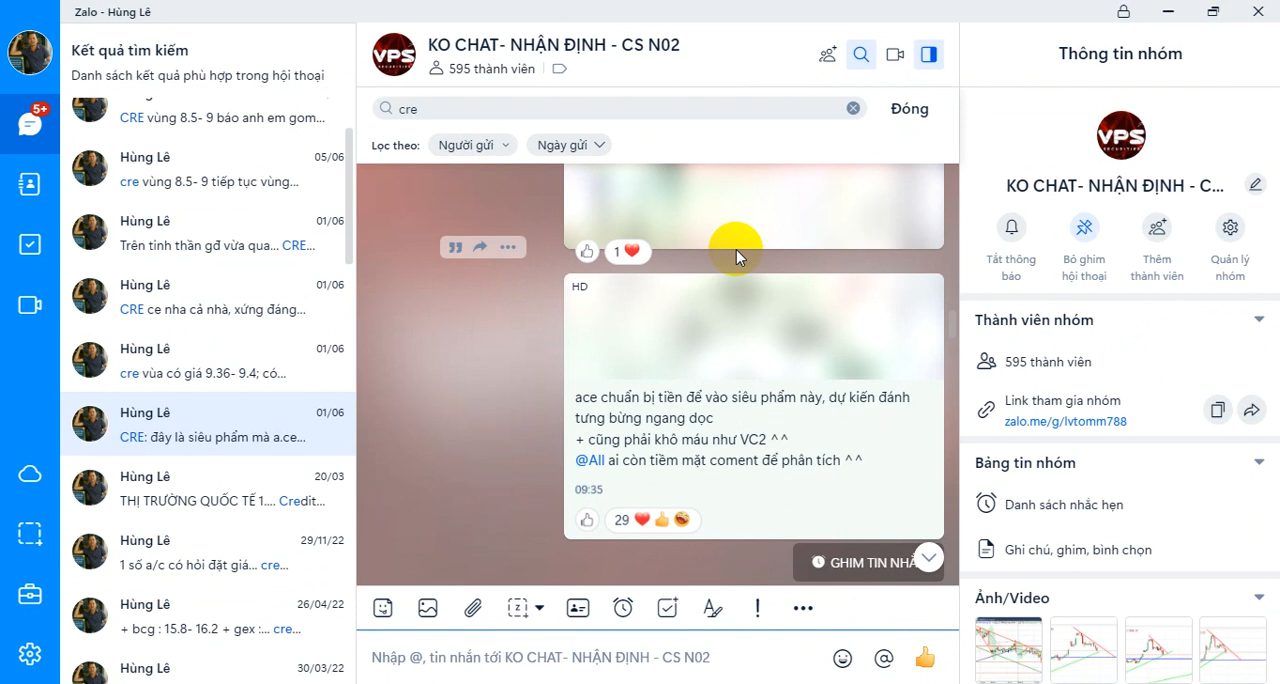 Zalo - Hùng Lê
5+
Kết quả tìm kiếm
Danh sách kết quả phù hợp trong hội thoại
CRE vùng 8.5- 9 báo anh em gom...
Hùng Lê 05/06
cre vùng 8.5- 9 tiếp tục vùng...
Hùng Lê 01/06
Trên tinh thần gđ vừa qua... CRE...
Hùng Lê 01/06
CRE ce nha cả nhà, xứng đáng...
Hùng Lê 01/06
cre vùa có giá 9.36- 9.4; có...
Hùng Lê 01/06
CRE: đây là siêu phẩm mà a.ce...
Hùng Lê 20/03
THỊ TRƯỜNG QUỐC TẾ 1.... Credit...
Hùng Lê 29/11/22
1 số a/c có hỏi đặt giá... cre...
Hùng Lê 26/04/22
+ bcg : 15.8- 16.2 + gex :... cre...
Hùng Lê 30/03/22
VPS
SECURITIES
KO CHAT- NHẬN ĐỊNH - CS N02
595 thành viên
cre
Đóng
Lọc theo: Người gửi Ngày gửi
1
HD
ace chuẩn bị tiền để vào siêu phẩm này, dự kiến đánh
tưng bừng ngang dọc
+ cũng phải khô máu như VC2 ^^
@All ai còn tiềm mặt coment để phân tích ^^
09:35
29
GHIM TIN NHẮ
Nhập @, tin nhắn tới KO CHAT- NHẬN ĐỊNH - CS N02
Thông tin nhóm
VPS
SECURITIES
KO CHAT- NHẬN ĐỊNH - C...
Tắt thông báo
Bỏ ghim hội thoại
Thêm thành viên
Quản lý nhóm
Thành viên nhóm
595 thành viên
Link tham gia nhóm
zalo.me/g/lvtomm788
Bảng tin nhóm
Danh sách nhắc hẹn
Ghi chú, ghim, bình chọn
Ảnh/Video